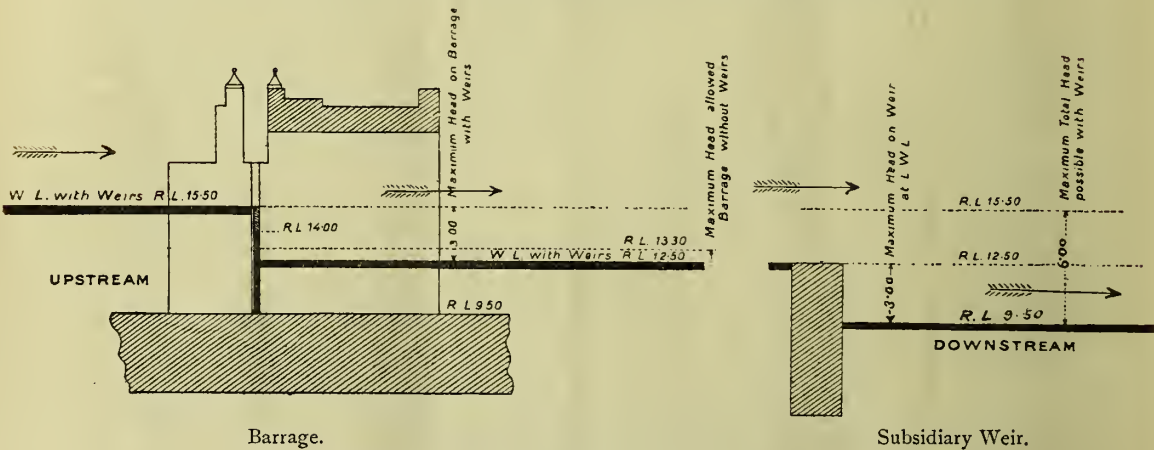 Maximum Head on Barrage
with Weirs
3·00
W L. with Weirs R.L. 15·50
R L 14·00
UPSTREAM
R L 13·30
W L with Weirs R L 12·50
R L 9·50
Maximum Head allowed
Barrage without Weirs
Maximum Head on Weir
at L W L
3·00
Maximum Total Head
possible with Weirs
6·00
R.L 15·50
R.L. 12·50
R. L 9·50
DOWNSTREAM
Barrage.
Subsidiary Weir.